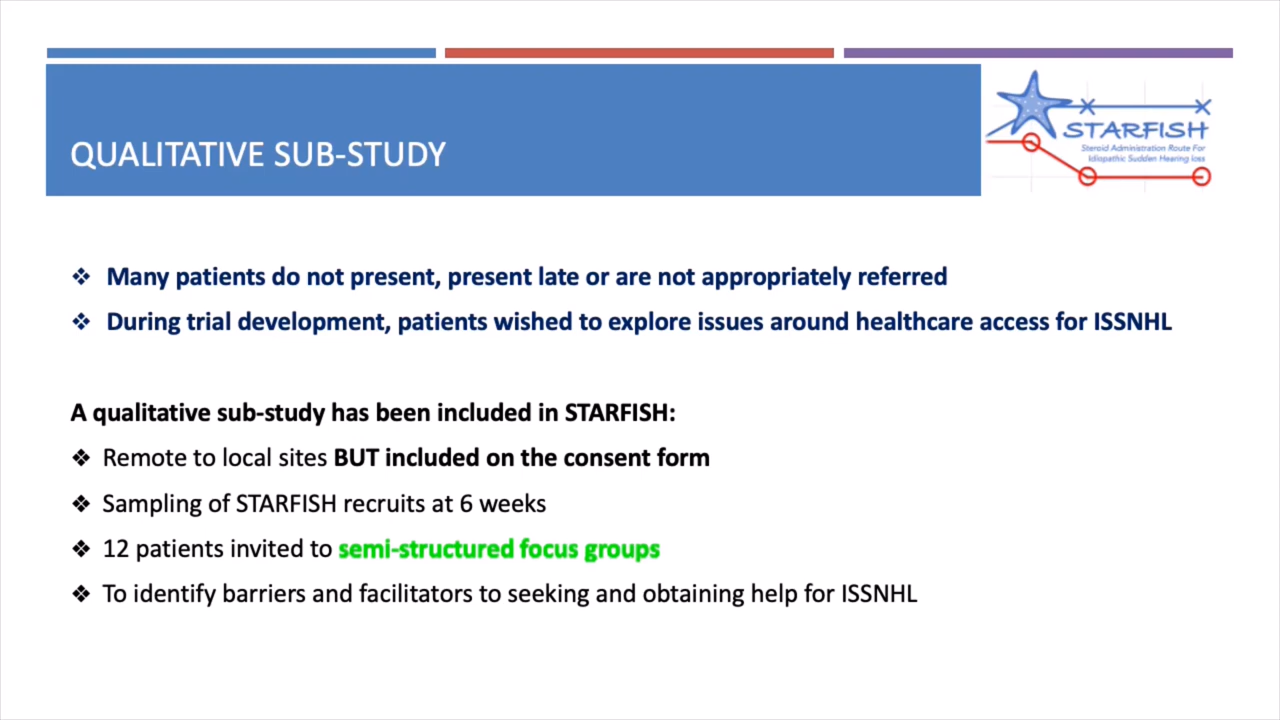 QUALITATIVE SUB-STUDY
STARFISH
Steroid Administration Route For
Idiopathic Sudden Hearing loss
❖ Many patients do not present, present late or are not appropriately referred
❖ During trial development, patients wished to explore issues around healthcare access for ISSNHL
A qualitative sub-study has been included in STARFISH:
❖ Remote to local sites BUT included on the consent form
❖ Sampling of STARFISH recruits at 6 weeks
❖ 12 patients invited to semi-structured focus groups
❖ To identify barriers and facilitators to seeking and obtaining help for ISSNHL